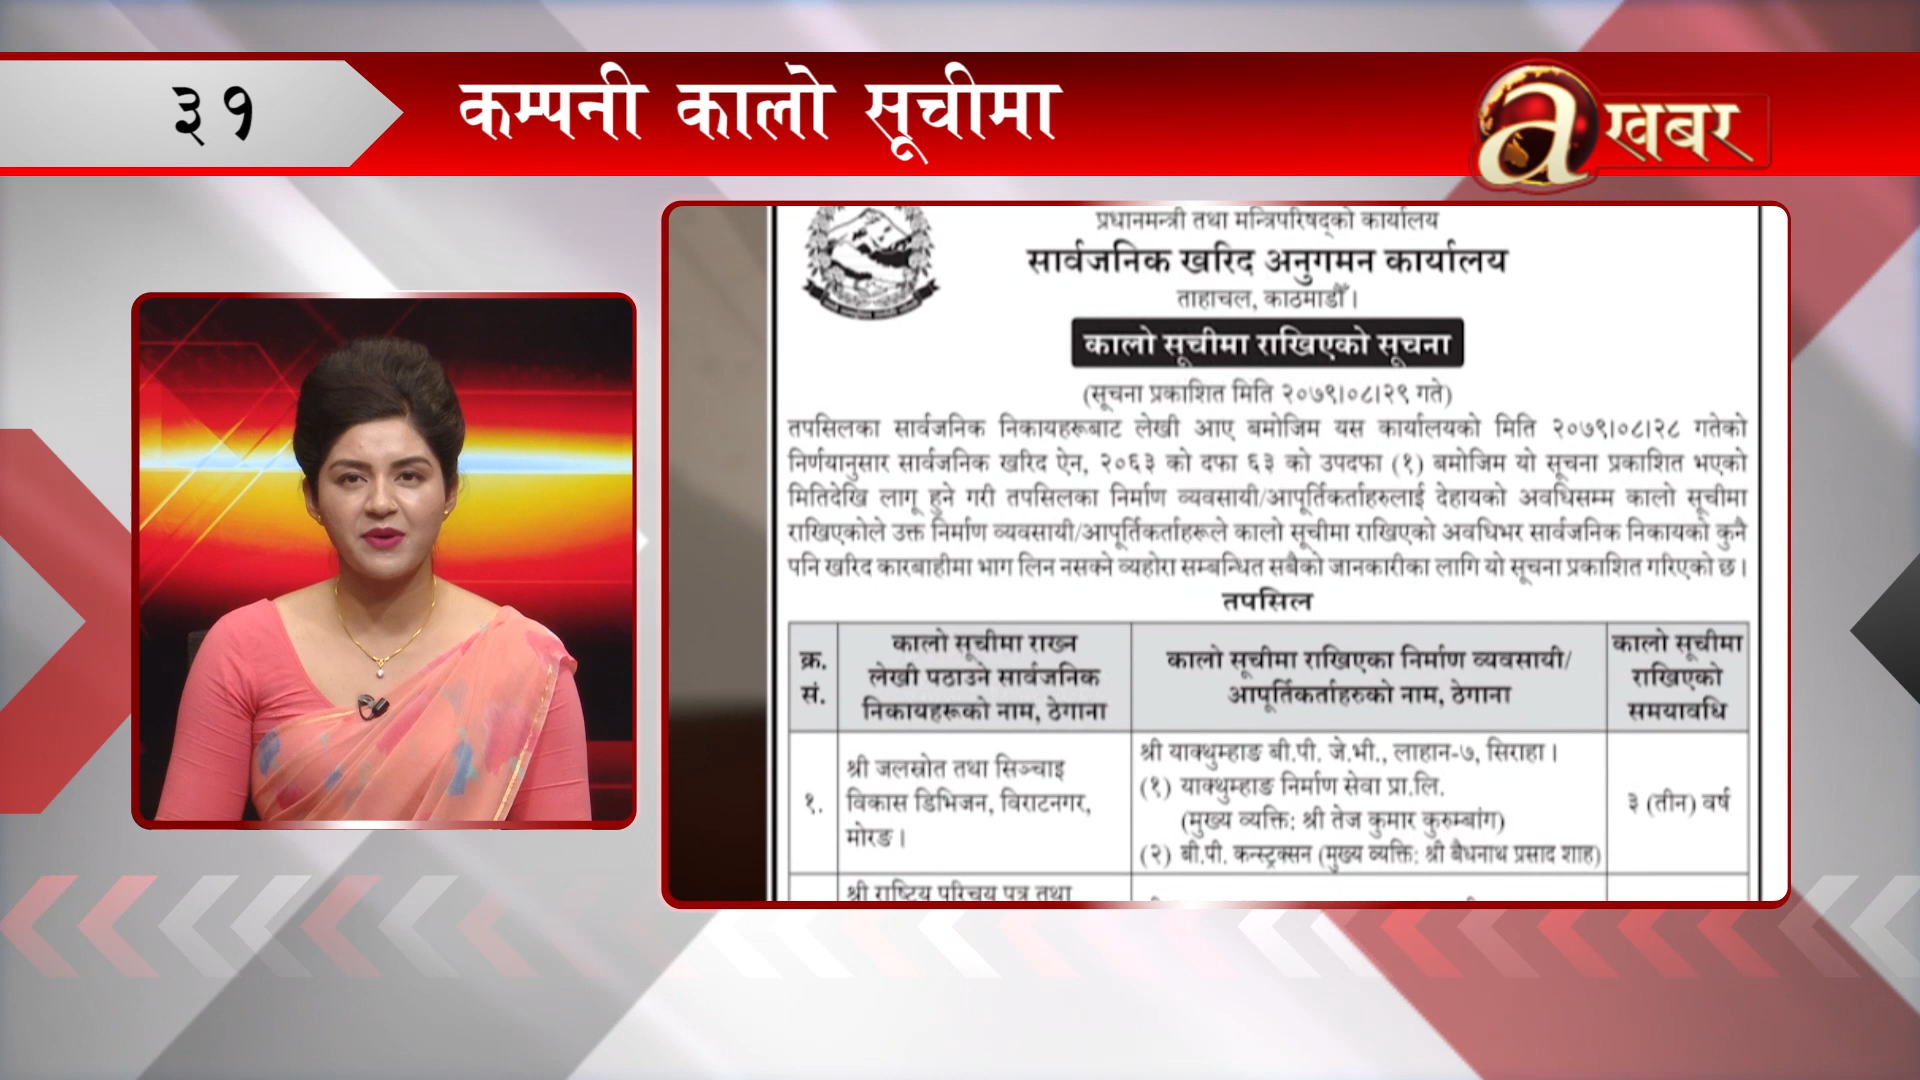 ३१
कम्पनी कालो सूचीमा
a खबर
प्रधानमन्त्री तथा मन्त्रिपरिषद्को कार्यालय
सार्वजनिक खरिद अनुगमन कार्यालय
ताहाचल, काठमाडौँ।
कालो सूचीमा राखिएको सूचना
(सूचना प्रकाशित मिति २०७९।०८।२९ गते)
तपसिलका सार्वजनिक निकायहरूबाट लेखी आए बमोजिम यस कार्यालयको मिति २०७९।०८।२८ गतेको
निर्णयानुसार सार्वजनिक खरिद ऐन, २०६३ को दफा ६३ को उपदफा (१) बमोजिम यो सूचना प्रकाशित भएको
मितिदेखि लागू हुने गरी तपसिलका निर्माण व्यवसायी/आपूर्तिकर्ताहरुलाई देहायको अवधिसम्म कालो सूचीमा
राखिएकोले उक्त निर्माण व्यवसायी/आपूर्तिकर्ताहरूले कालो सूचीमा राखिएको अवधिभर सार्वजनिक निकायको कुनै
पनि खरिद कारबाहीमा भाग लिन नसक्ने व्यहोरा सम्बन्धित सबैको जानकारीका लागि यो सूचना प्रकाशित गरिएको छ।
तपसिल
क्र. सं.
कालो सूचीमा राख्न
लेखी पठाउने सार्वजनिक
निकायहरूको नाम, ठेगाना
कालो सूचीमा राखिएका निर्माण व्यवसायी/
आपूर्तिकर्ताहरुको नाम, ठेगाना
कालो सूचीमा
राखिएको
समयावधि
१.
श्री जलस्रोत तथा सिञ्चाइ
विकास डिभिजन, विराटनगर,
मोरङ।
श्री याक्थुम्हाङ बी.पी. जे.भी., लाहान-७, सिराहा।
(१) याक्थुम्हाङ निर्माण सेवा प्रा.लि.
(मुख्य व्यक्ति: श्री तेज कुमार कुरुम्बांग)
(२) बी.पी. कन्स्ट्रक्सन (मुख्य व्यक्ति: श्री बैधनाथ प्रसाद शाह)
३ (तीन) वर्ष
श्री राष्ट्रिय परिचय पत्र तथा